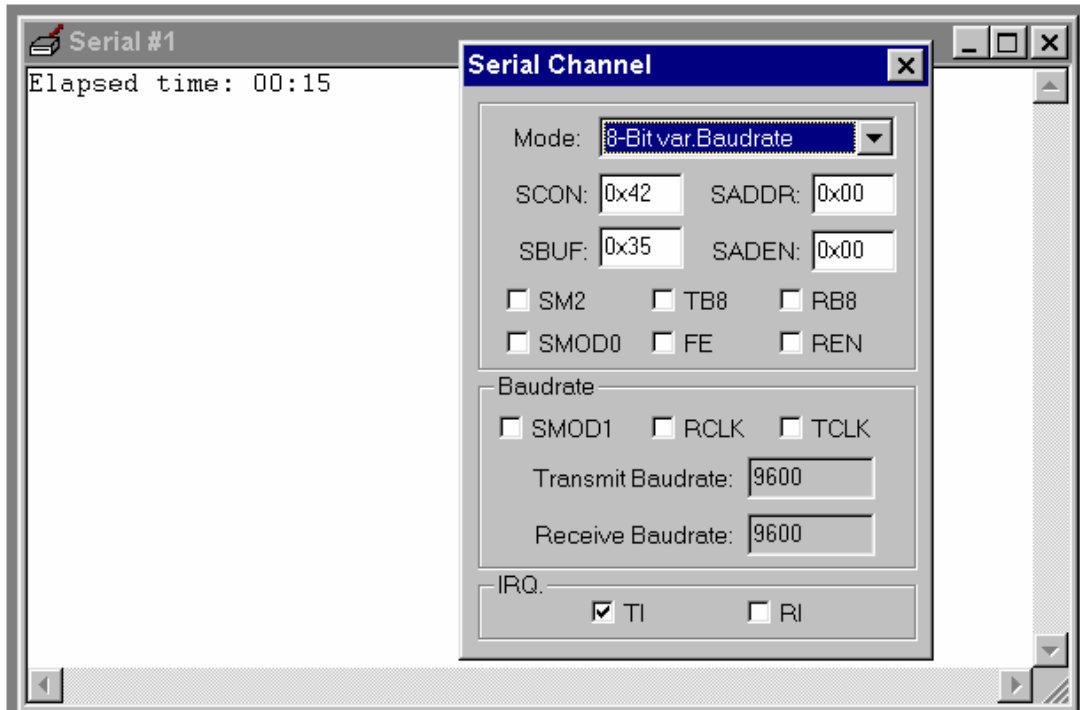 Serial #1
Elapsed time: 00:15
Serial Channel
Mode: 8-Bit var.Baudrate
SCON: 0x42 SADDR: 0x00
SBUF: 0x35 SADEN: 0x00
SM2 TB8 RB8
SMOD0 FE REN
Baudrate
SMOD1 RCLK TCLK
Transmit Baudrate: 9600
Receive Baudrate: 9600
IRQ.
TI RI